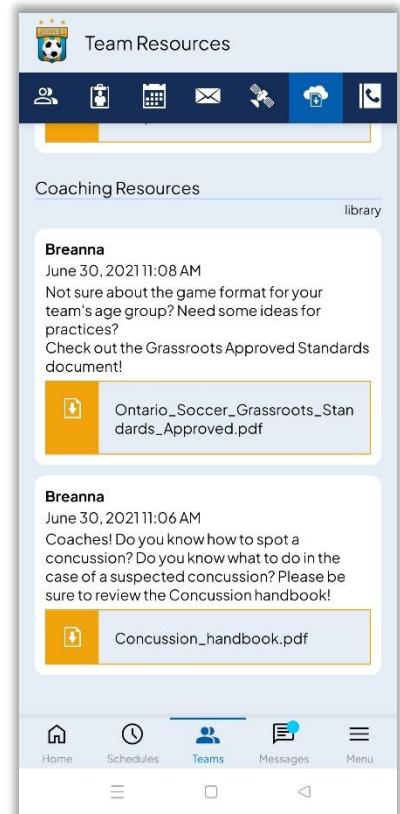 SOCCER
Team Resources
Coaching Resources
library
Breanna
June 30, 2021 11:08 AM
Not sure about the game format for your
team's age group? Need some ideas for
practices?
Check out the Grassroots Approved Standards
document!
Ontario_Soccer_Grassroots_Stan
dards_Approved.pdf
Breanna
June 30, 2021 11:06 AM
Coaches! Do you know how to spot a
concussion? Do you know what to do in the
case of a suspected concussion? Please be
sure to review the Concussion handbook!
Concussion_handbook.pdf
Home Schedules Teams Messages Menu